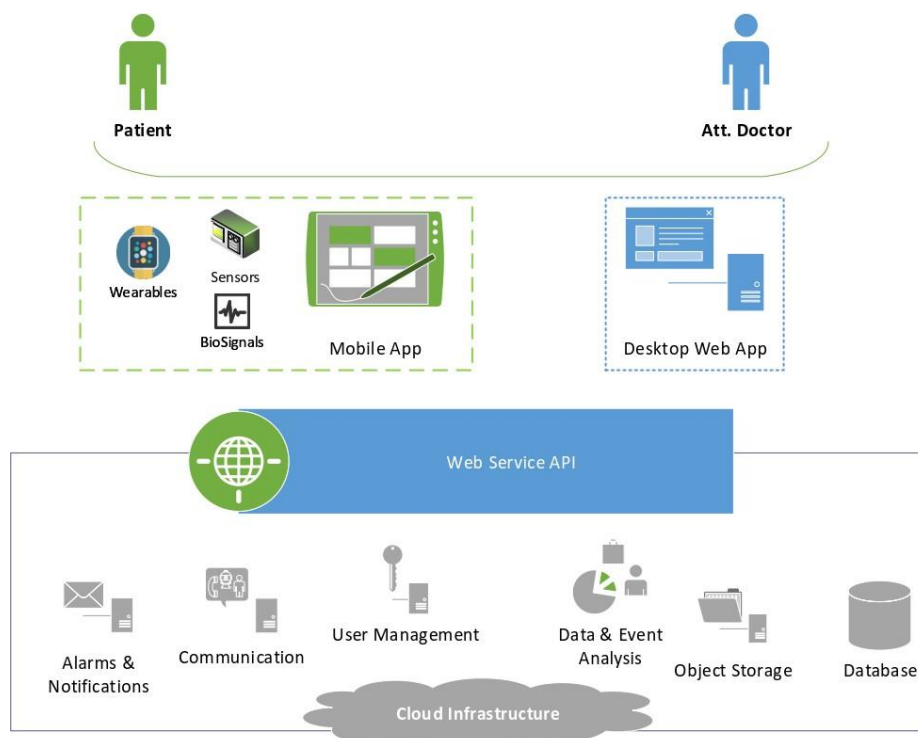 Patient
Att. Doctor
Wearables
Sensors
BioSignals
Mobile App
Desktop Web App
Web Service API
Alarms &
Notifications
Communication
User Management
Data & Event
Analysis
Object Storage
Database
Cloud Infrastructure